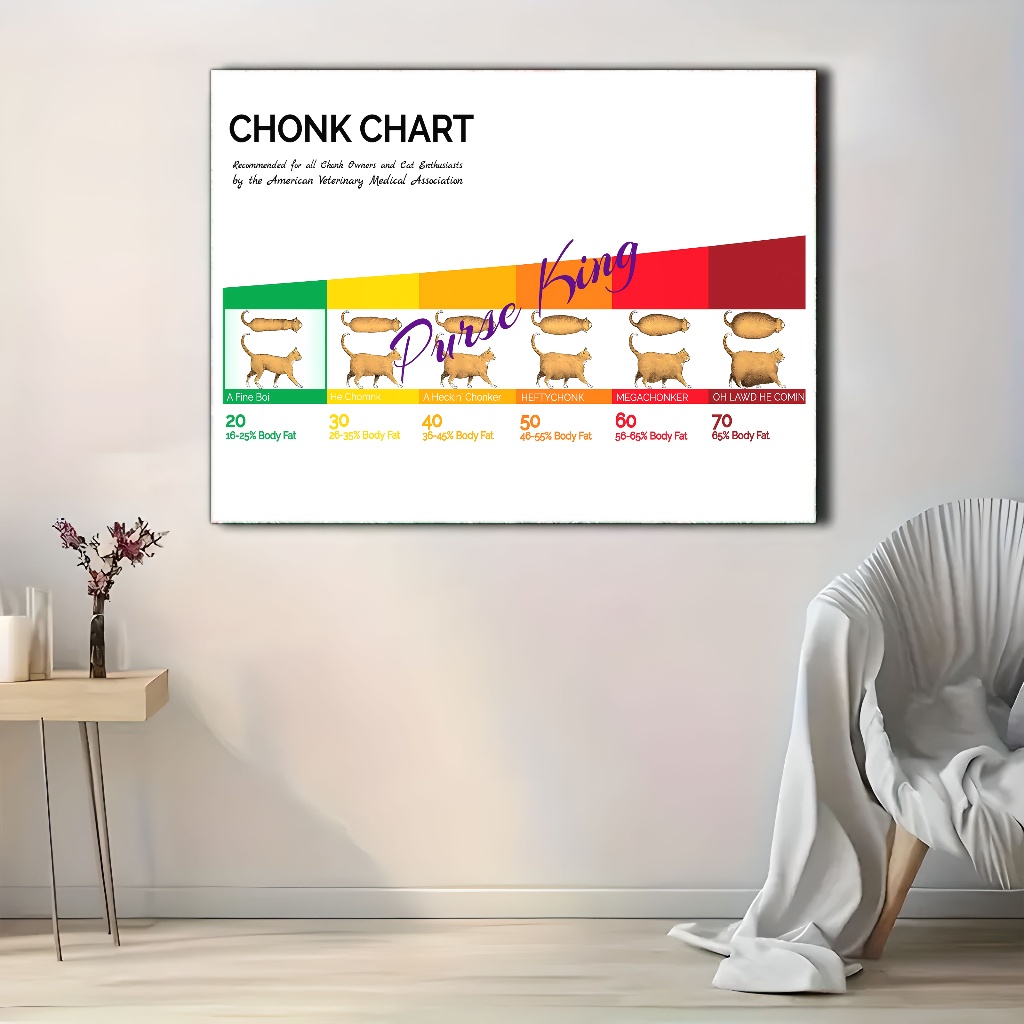 CHONK CHART
Recommended for all Chonk Owners and Cat Enthusiasts
by the American Veterinary Medical Association
Purse King
A Fine Boi
He Chomnk
A Heckin' Chonker
HEFTYCHONK
MEGACHONKER
OH LAWD HE COMIN
20
16-25% Body Fat
30
26-35% Body Fat
40
36-45% Body Fat
50
46-55% Body Fat
60
56-65% Body Fat
70
65% Body Fat